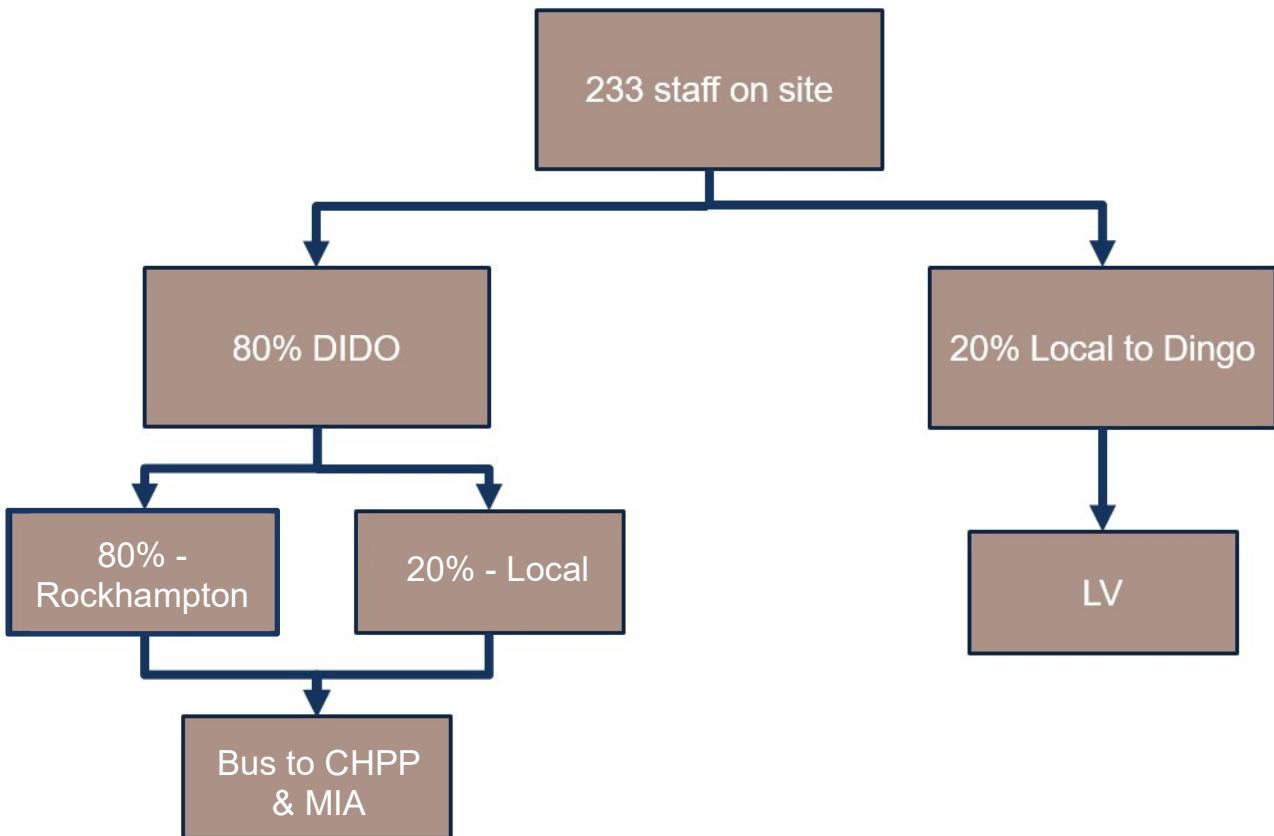 233 staff on site
80% DIDO
20% Local to Dingo
80% -
Rockhampton
20% - Local
LV
Bus to CHPP
& MIA